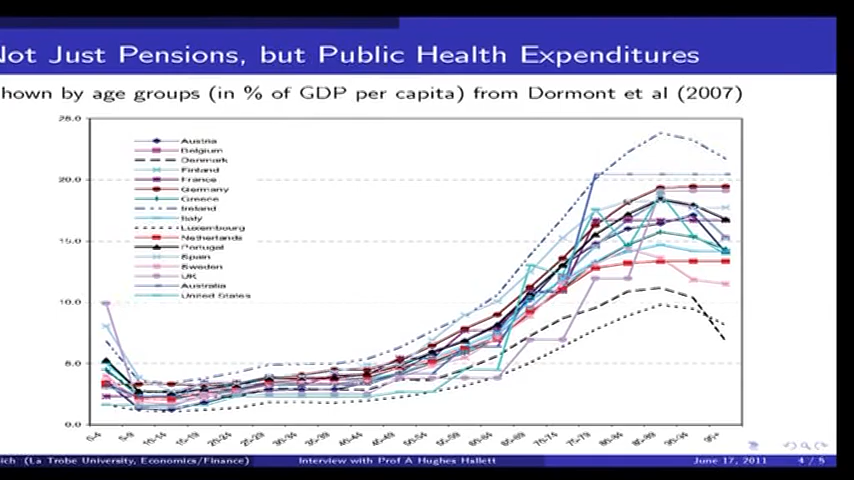 Not Just Pensions, but Public Health Expenditures
hown by age groups (in % of GDP per capita) from Dormont et al (2007)
25.0
20.0
15.0
10.0
5.0
0.0
Austria
Belgium
Denmark
Finland
France
Germany
Greece
Ireland
Italy
Luxembourg
Netherlands
Portugal
Spain
Sweden
UK
Australia
United States
0-4
5-9
10-14
15-19
20-24
25-29
30-34
35-39
40-44
45-49
50-54
55-59
60-64
65-69
70-74
75-79
80-84
85-89
90-94
95+
ich (La Trobe University, Economics/Finance)
Interview with Prof A Hughes Hallett
June 17, 2011
4 / 5